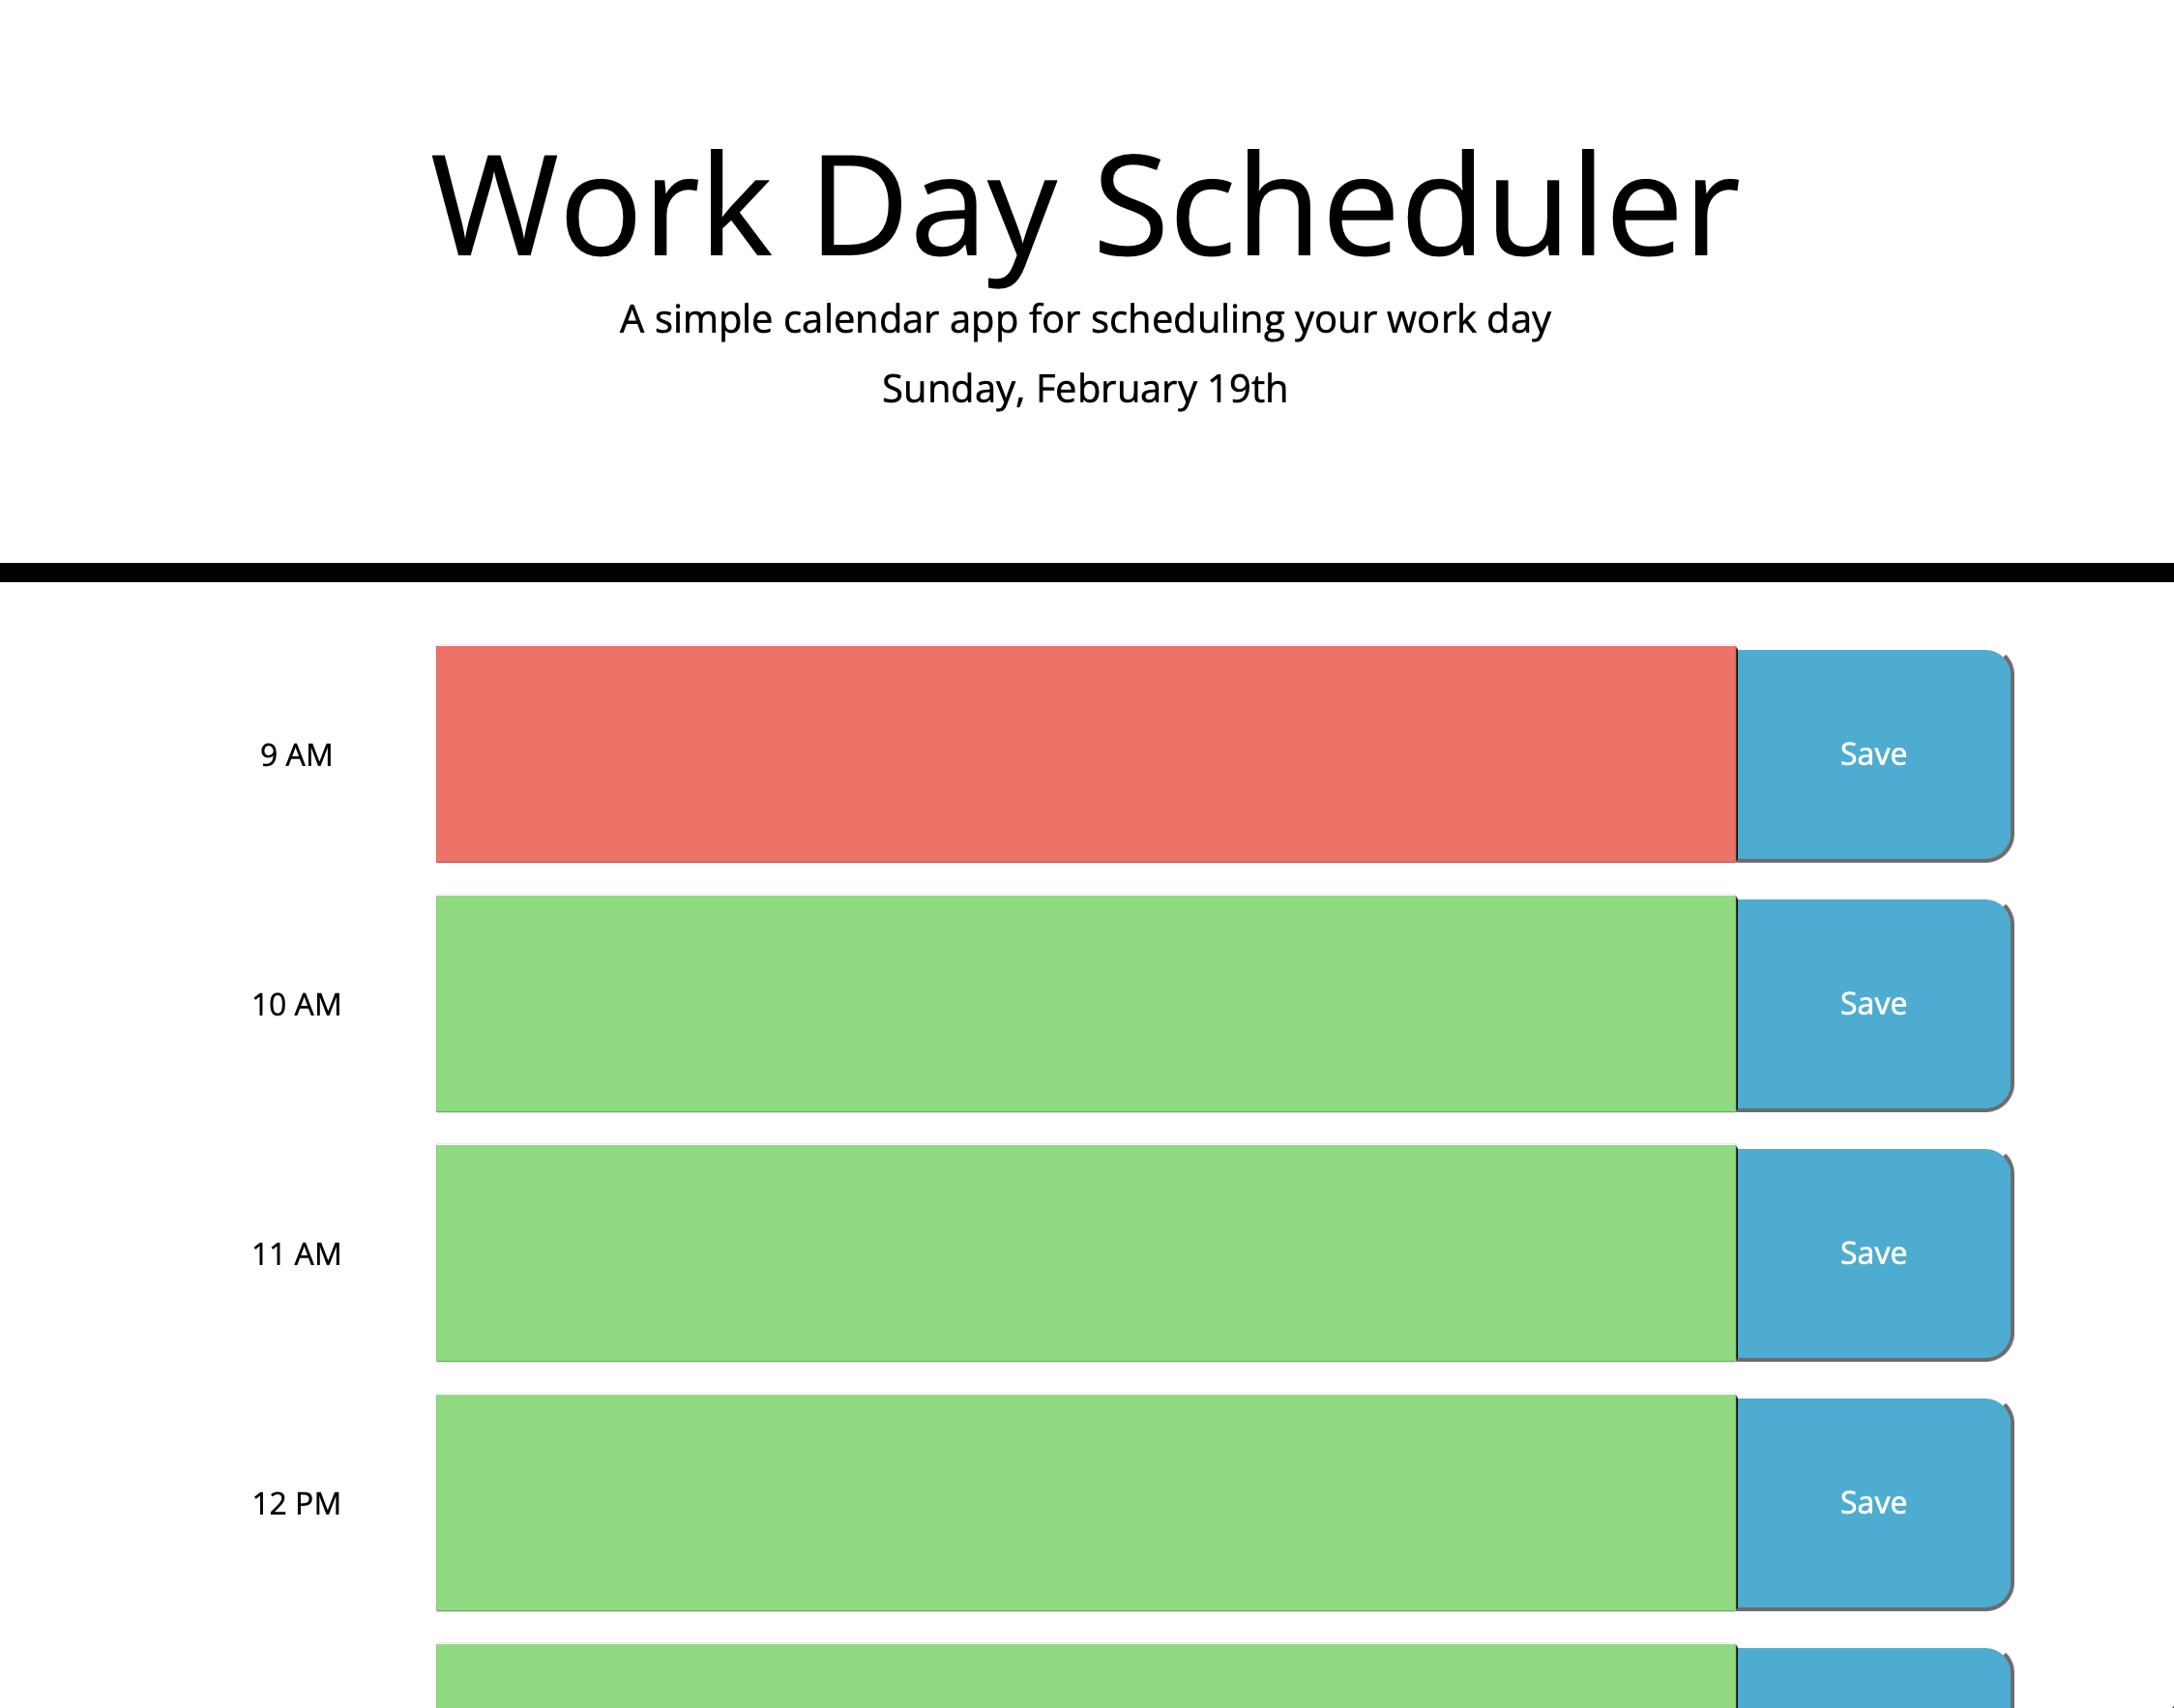 Work Day Scheduler
A simple calendar app for scheduling your work day
Sunday, February 19th
9 AM
Save
10 AM
Save
11 AM
Save
12 PM
Save